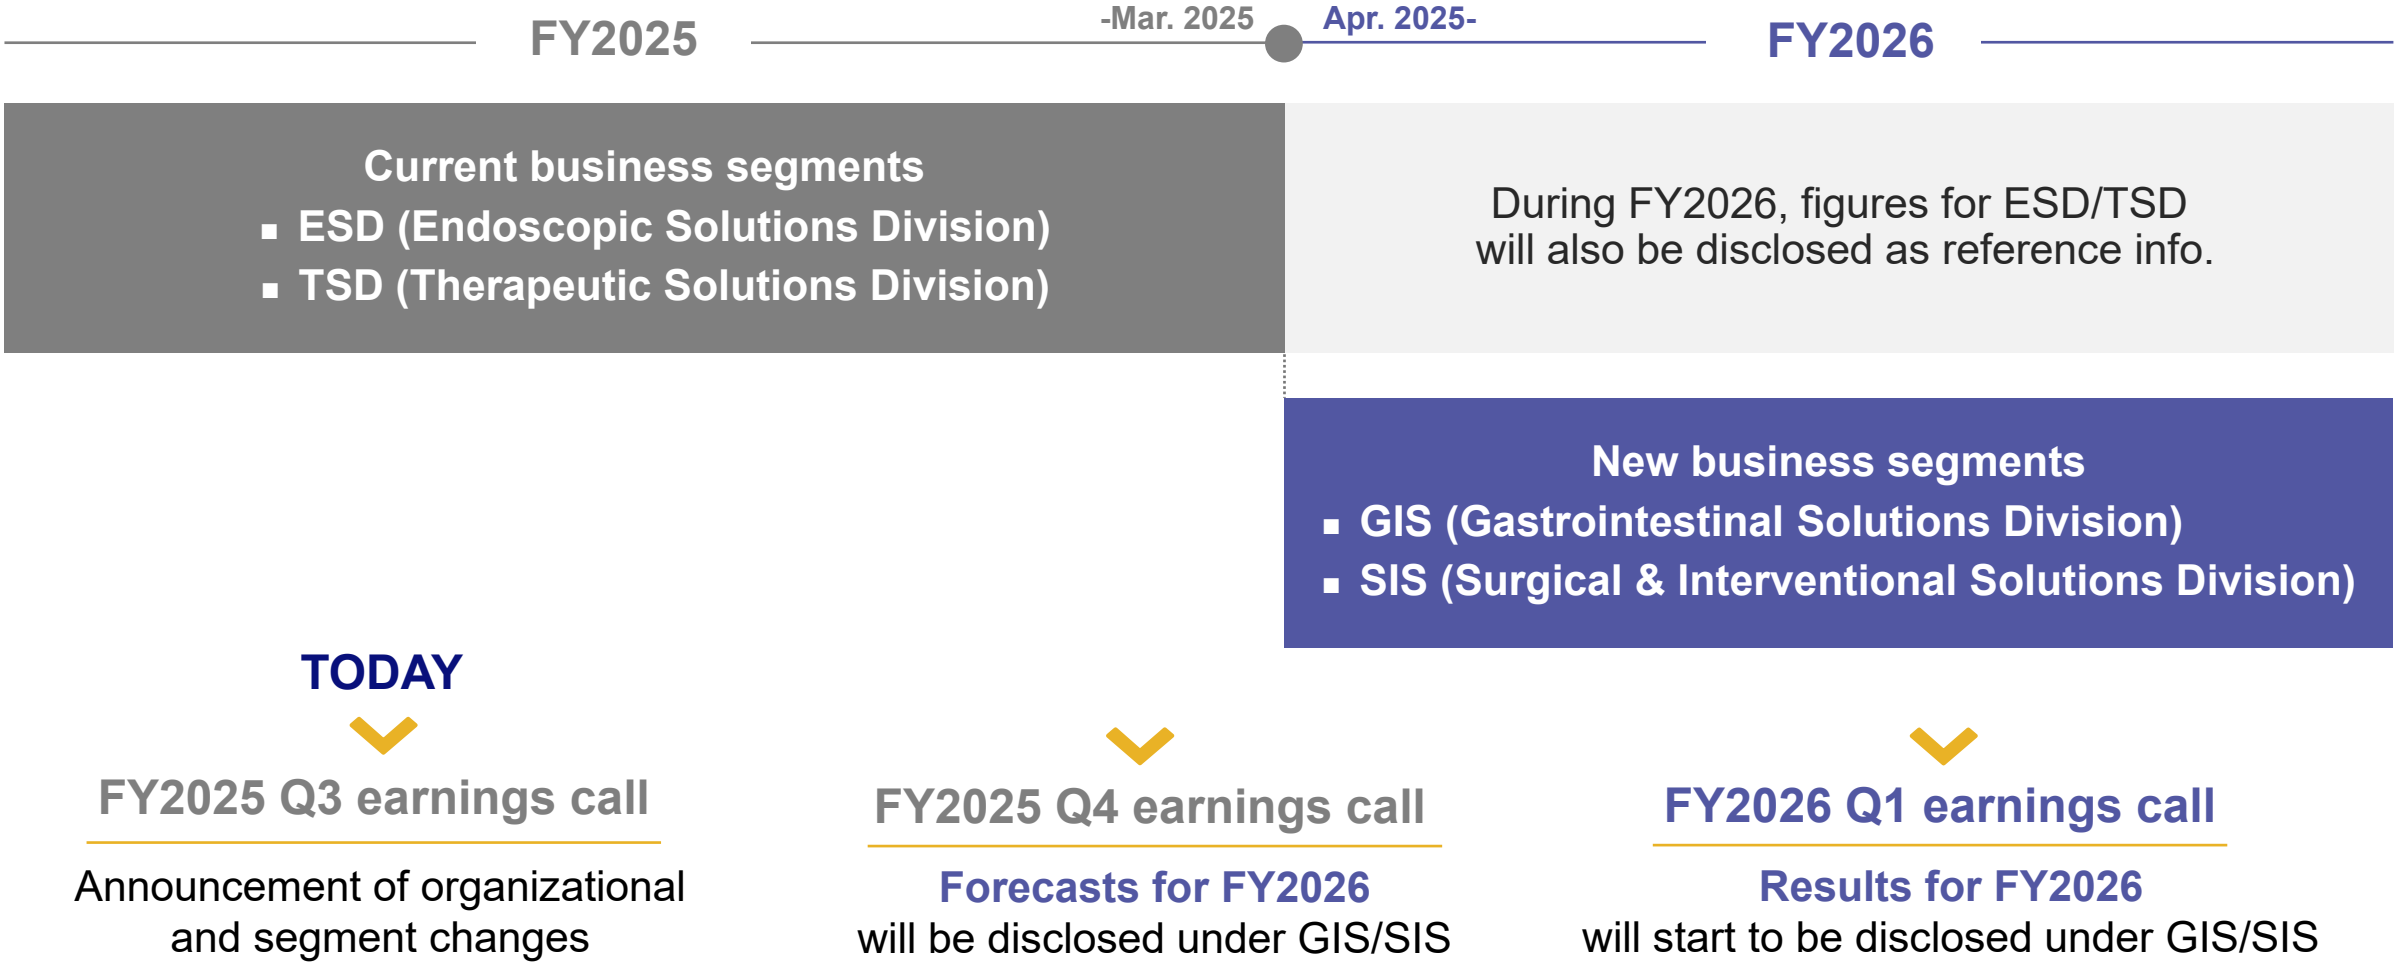 FY2025
-Mar. 2025
Apr. 2025-
FY2026
Current business segments
▪ ESD (Endoscopic Solutions Division)
▪ TSD (Therapeutic Solutions Division)
During FY2026, figures for ESD/TSD
will also be disclosed as reference info.
New business segments
▪ GIS (Gastrointestinal Solutions Division)
▪ SIS (Surgical & Interventional Solutions Division)
TODAY
FY2025 Q3 earnings call
Announcement of organizational
and segment changes
FY2025 Q4 earnings call
Forecasts for FY2026
will be disclosed under GIS/SIS
FY2026 Q1 earnings call
Results for FY2026
will start to be disclosed under GIS/SIS